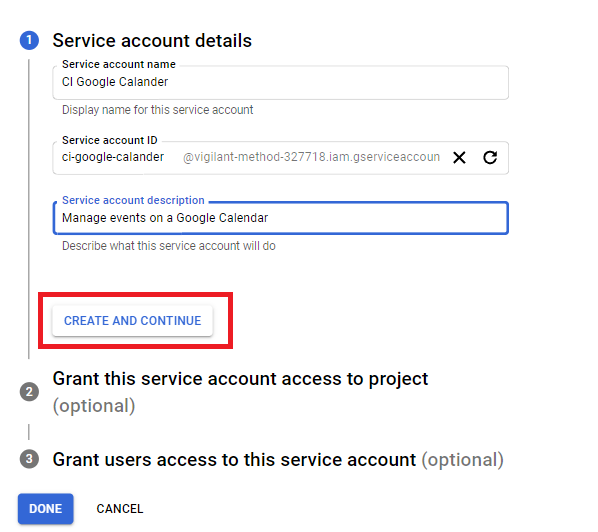 1 Service account details
Service account name
CI Google Calander
Display name for this service account
Service account ID
ci-google-calander @vigilant-method-327718.iam.gserviceaccoun
Service account description
Manage events on a Google Calendar
Describe what this service account will do
CREATE AND CONTINUE
2 Grant this service account access to project
(optional)
3 Grant users access to this service account (optional)
DONE CANCEL